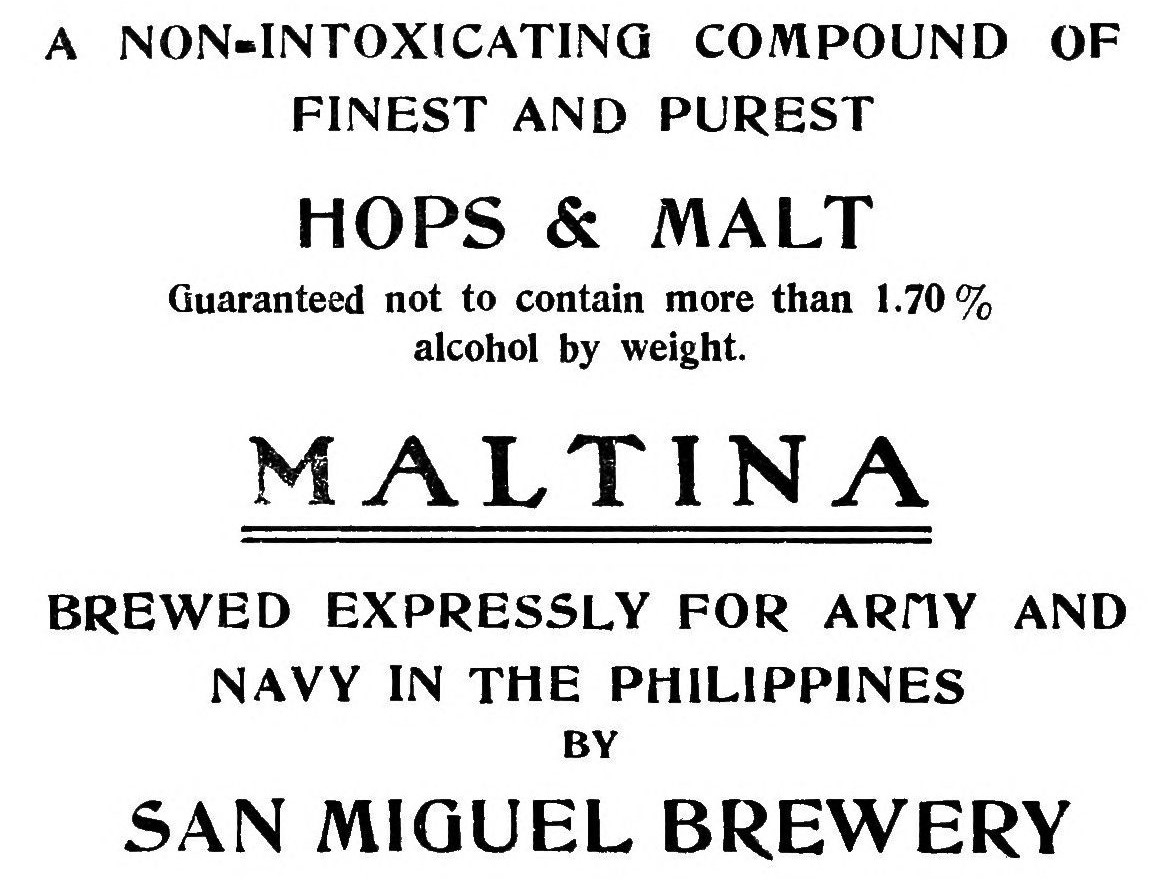 A NON-INTOXICATING COMPOUND OF
FINEST AND PUREST
HOPS & MALT
Guaranteed not to contain more than 1.70 %
alcohol by weight.
MALTINA
BREWED EXPRESSLY FOR ARMY AND
NAVY IN THE PHILIPPINES
BY
SAN MIGUEL BREWERY